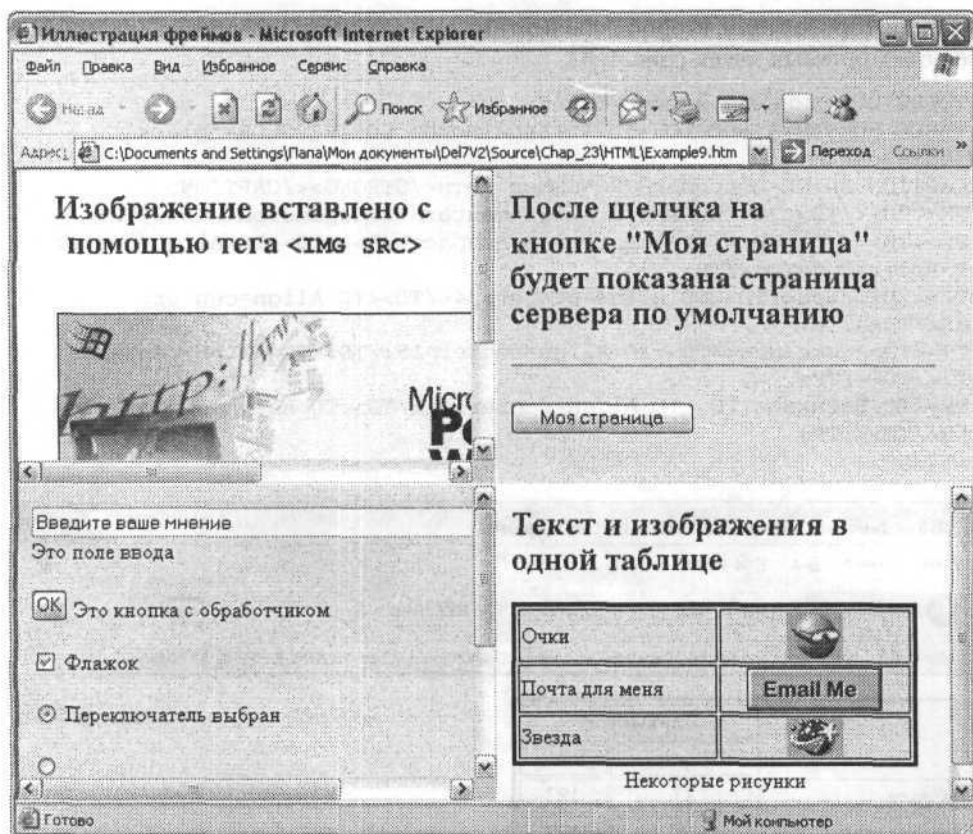 Иллюстрация фреймов - Microsoft Internet Explorer
Файл Правка Вид Избранное Сервис Справка
Назад Поиск Избранное
Адрес: C:\Documents and Settings\Папа\Мои документы\Del7V2\Source\Chap_23\HTML\Example9.htm Переход Ссылки »
Изображение вставлено с
помощью тега <IMG SRC>
http://
Micro
После щелчка на
кнопке "Моя страница"
будет показана страница
сервера по умолчанию
Моя страница
Введите ваше мнение
Это поле ввода
OK Это кнопка с обработчиком
Флажок
Переключатель выбран
Текст и изображения в
одной таблице
Очки
Почта для меня Email Me
Звезда
Некоторые рисунки
Готово Мой компьютер